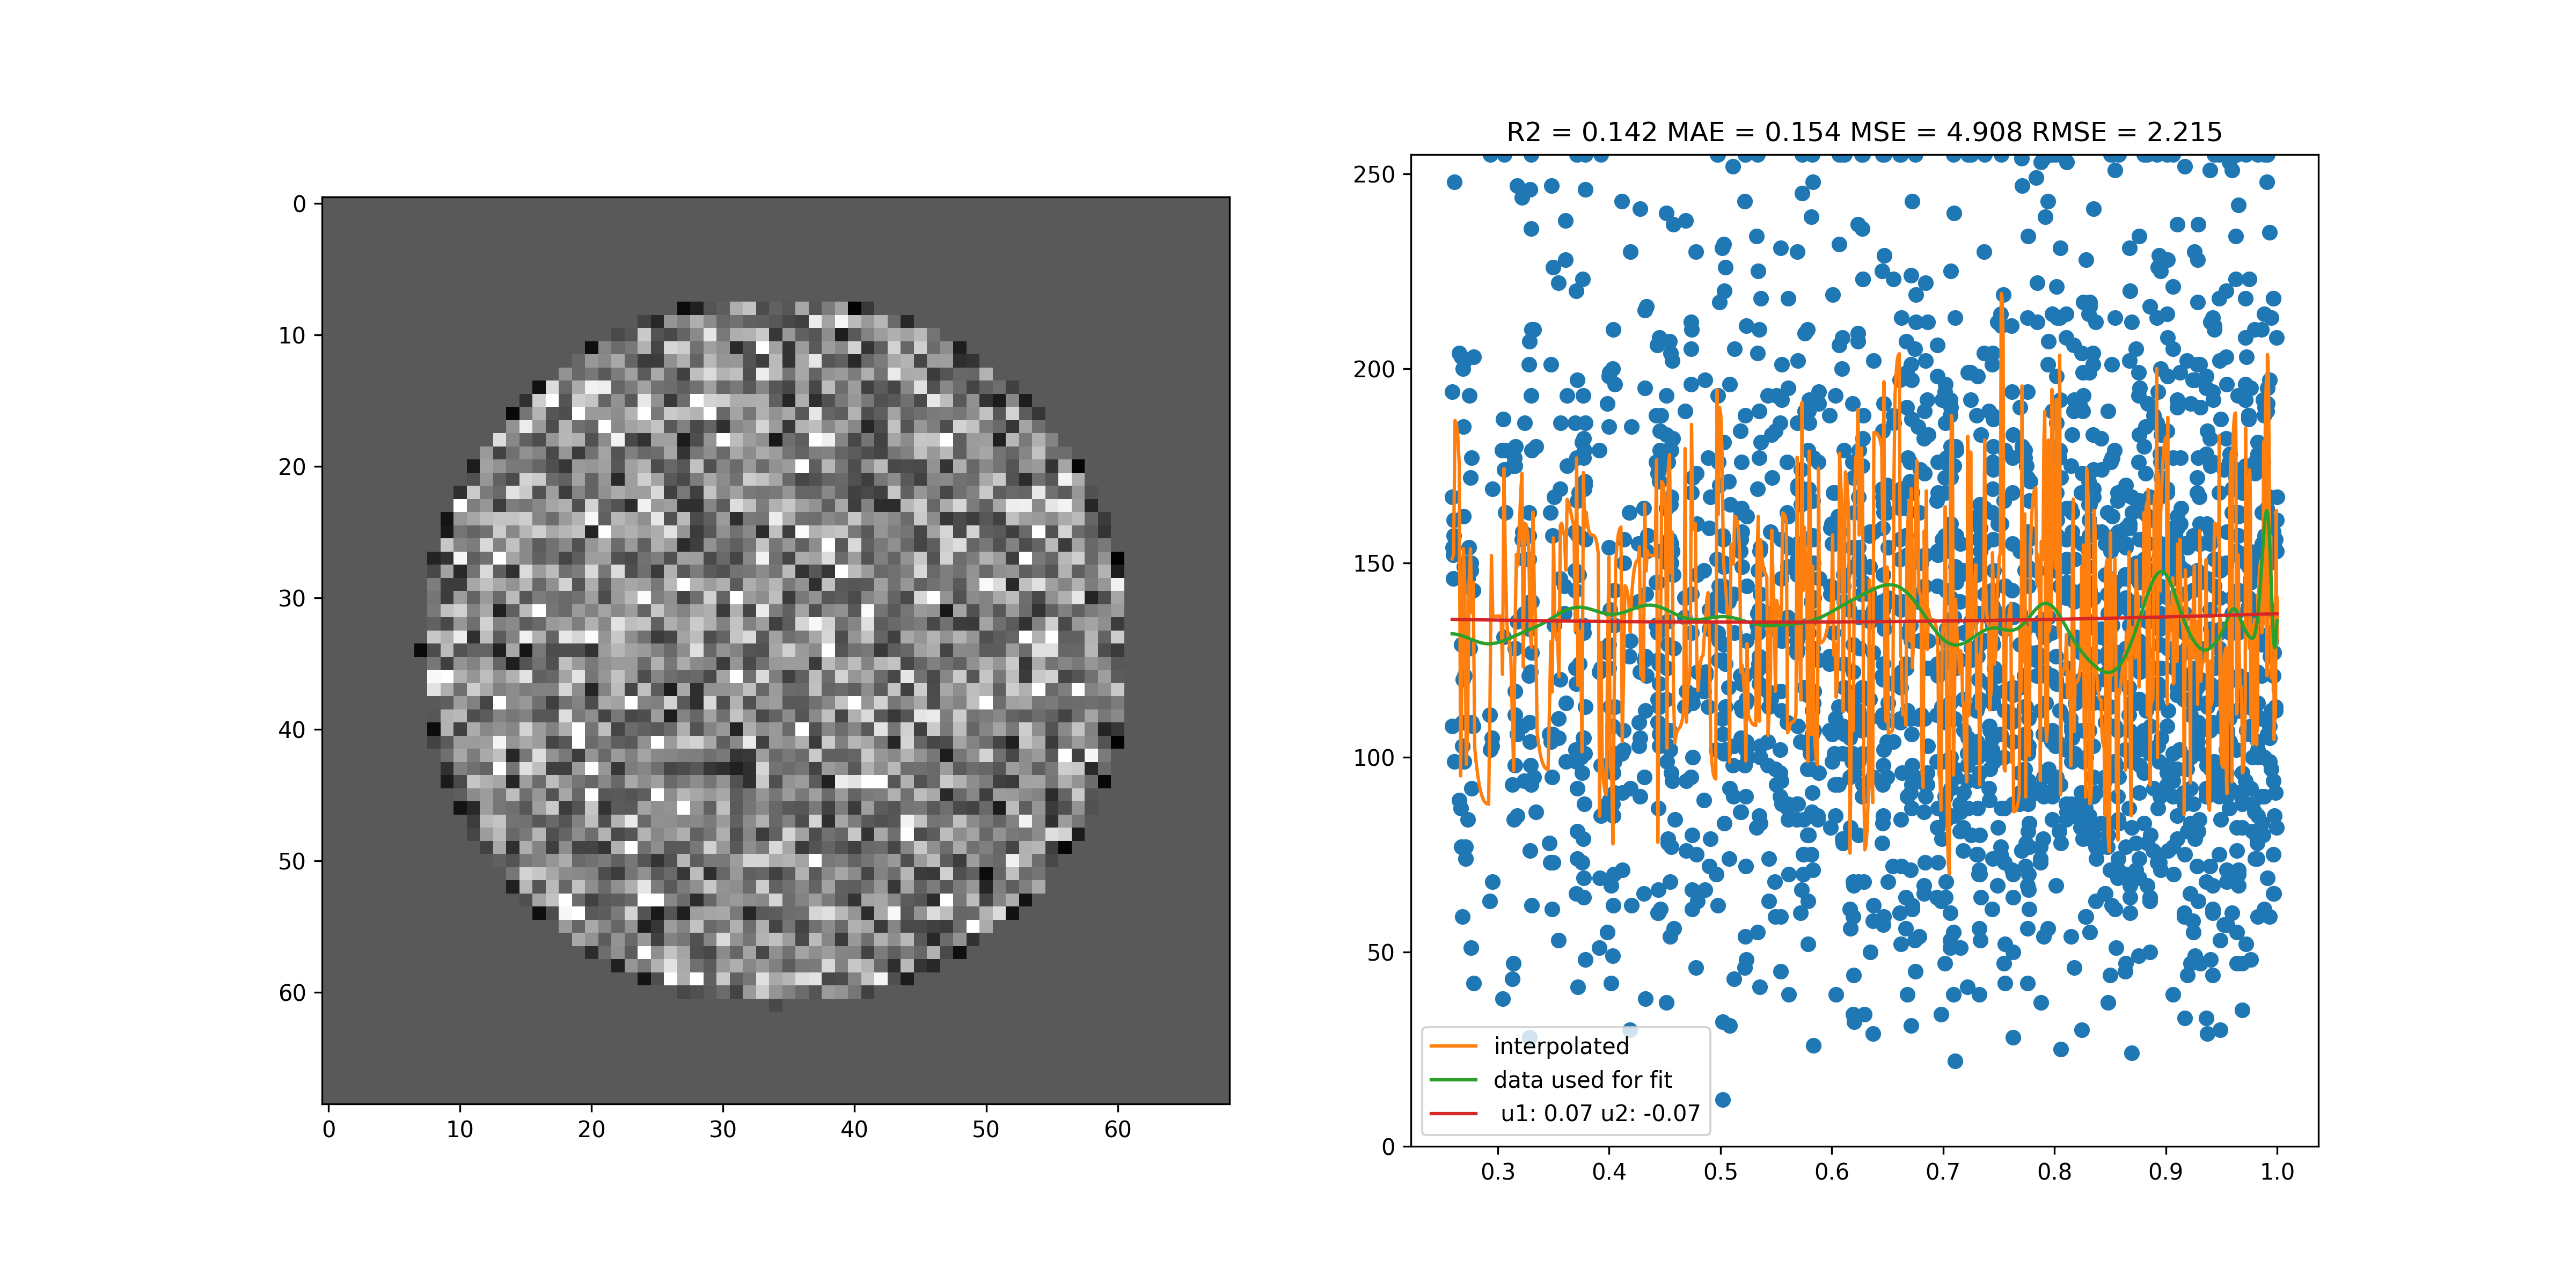 R2 = 0.142 MAE = 0.154 MSE = 4.908 RMSE = 2.215
0
10
20
30
40
50
60
0 10 20 30 40 50 60
250
200
150
100
50
0
interpolated
data used for fit
u1: 0.07 u2: -0.07
0.3 0.4 0.5 0.6 0.7 0.8 0.9 1.0